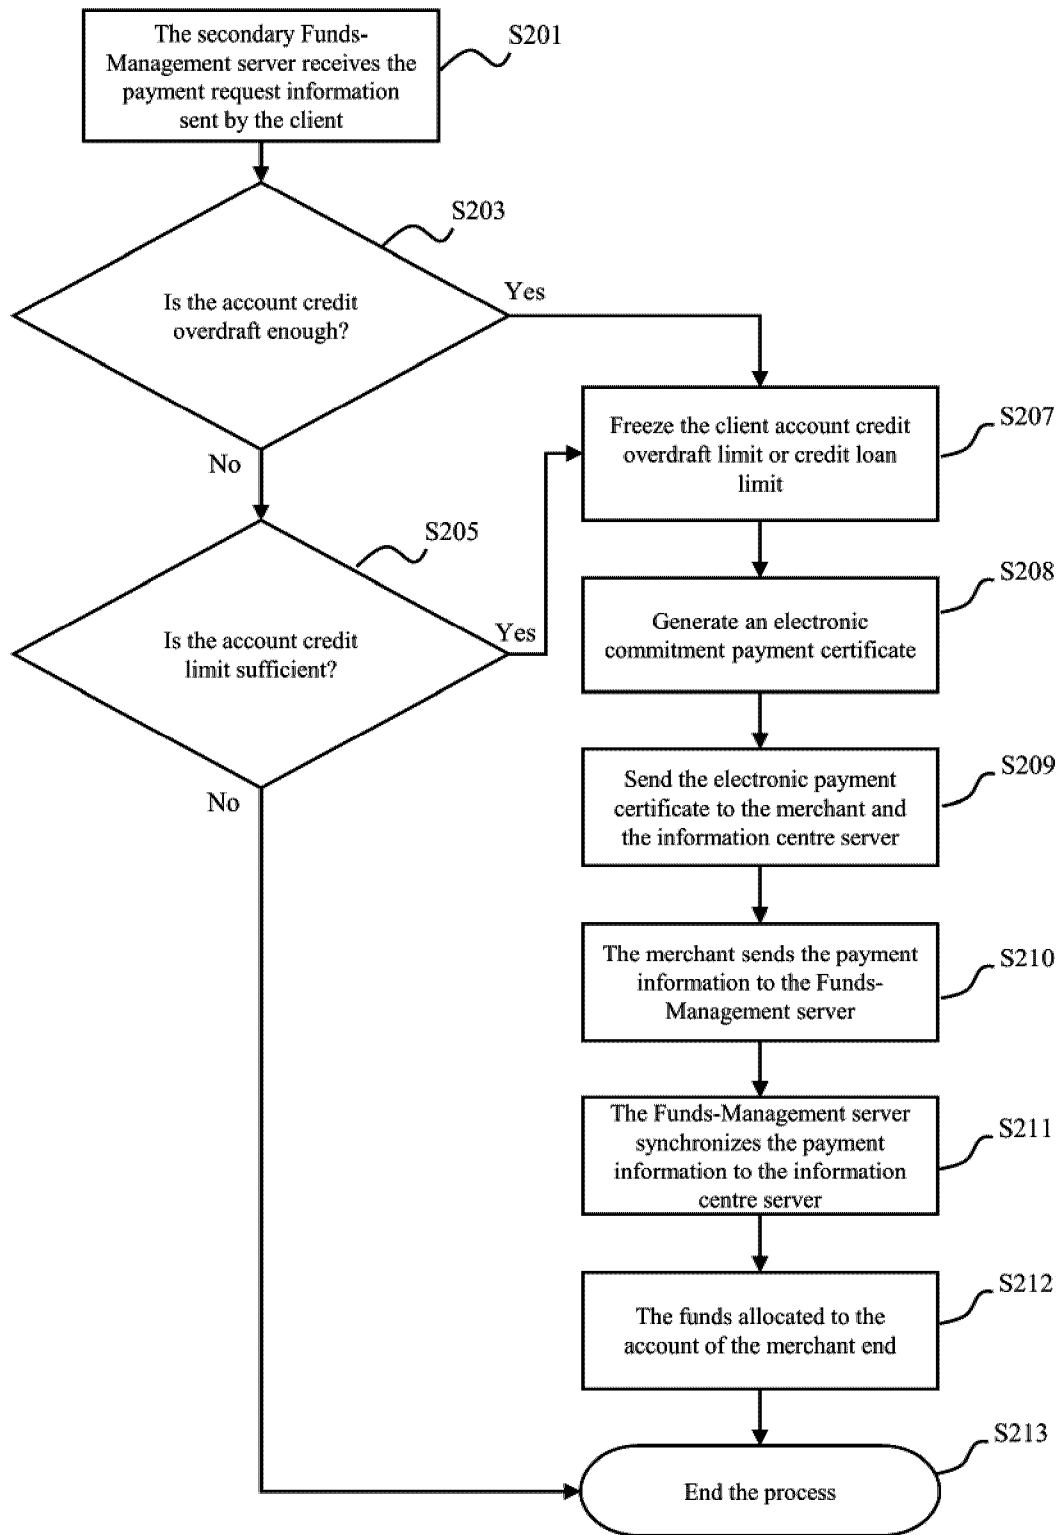 The secondary Funds-
Management server receives the
payment request information
sent by the client
S201
S203
Is the account credit
overdraft enough?
Yes
No
S205
Is the account credit
limit sufficient?
Yes
No
Freeze the client account credit
overdraft limit or credit loan
limit
S207
Generate an electronic
commitment payment certificate
S208
Send the electronic payment
certificate to the merchant and
the information centre server
S209
The merchant sends the payment
information to the Funds-
Management server
S210
The Funds-Management server
synchronizes the payment
information to the information
centre server
S211
The funds allocated to the
account of the merchant end
S212
End the process
S213